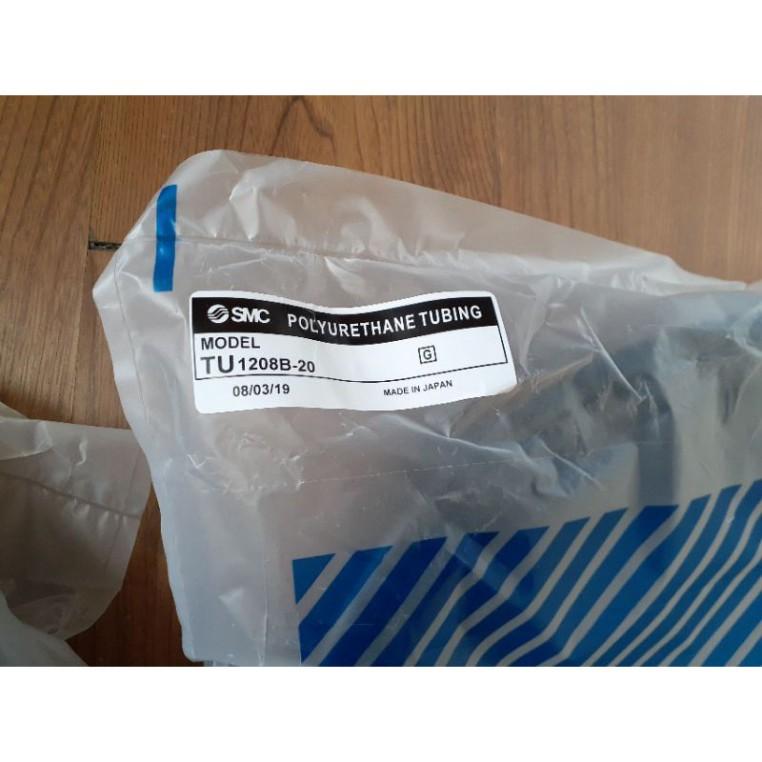 SMC POLYURETHANE TUBING
MODEL
TU1208B-20
G
08/03/19
MADE IN JAPAN